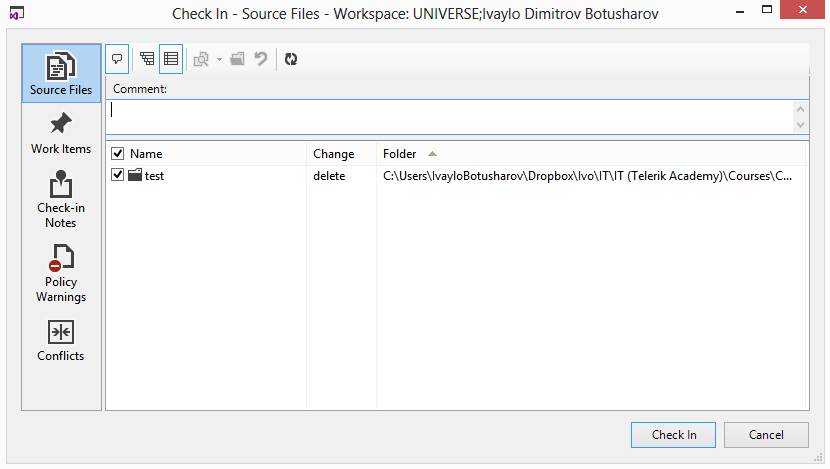 Check In - Source Files - Workspace: UNIVERSE;Ivaylo Dimitrov Botusharov
Source Files
Work Items
Check-in
Notes
Policy
Warnings
Conflicts
Comment:
Name Change Folder
test delete C:\Users\IvayloBotusharov\Dropbox\Ivo\IT\IT (Telerik Academy)\Courses\C...
Check In Cancel